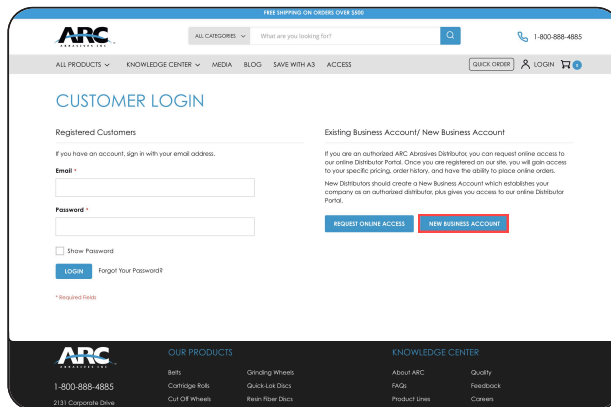 FREE SHIPPING ON ORDERS OVER $500
ARC
ABRASIVES INC
ALL CATEGORIES
What are you looking for?
1-800-888-4885
ALL PRODUCTS
KNOWLEDGE CENTER
MEDIA
BLOG
SAVE WITH A3
ACCESS
QUICK ORDER
LOGIN
0
CUSTOMER LOGIN
Registered Customers
If you have an account, sign in with your email address.
Email *
Password *
Show Password
LOGIN
Forgot Your Password?
* Required Fields
Existing Business Account/ New Business Account
If you are an authorized ARC Abrasives Distributor, you can request online access to
our online Distributor Portal. Once you are registered on our site, you will gain access
to your specific pricing, order history, and have the ability to place online orders.
New Distributors should create a New Business Account which establishes your
company as an authorized distributor, plus gives you access to our online Distributor
Portal.
REQUEST ONLINE ACCESS
NEW BUSINESS ACCOUNT
ARC
ABRASIVES INC
1-800-888-4885
2131 Corporate Drive
OUR PRODUCTS
Belts
Cartridge Rolls
Cut Off Wheels
Grinding Wheels
Quick-Lok Discs
Resin Fiber Discs
KNOWLEDGE CENTER
About ARC
FAQs
Product Lines
Quality
Feedback
Careers